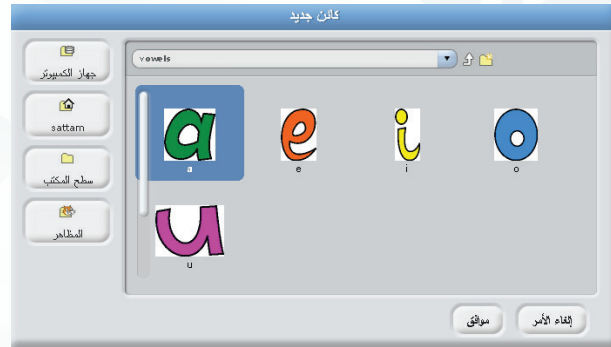 كائن جديد
جهاز الكمبيوتر
sattam
سطح المكتب
المظاهر
vowels
a
e
i
o
u
a
e
i
o
u
موافق
إلغاء الأمر